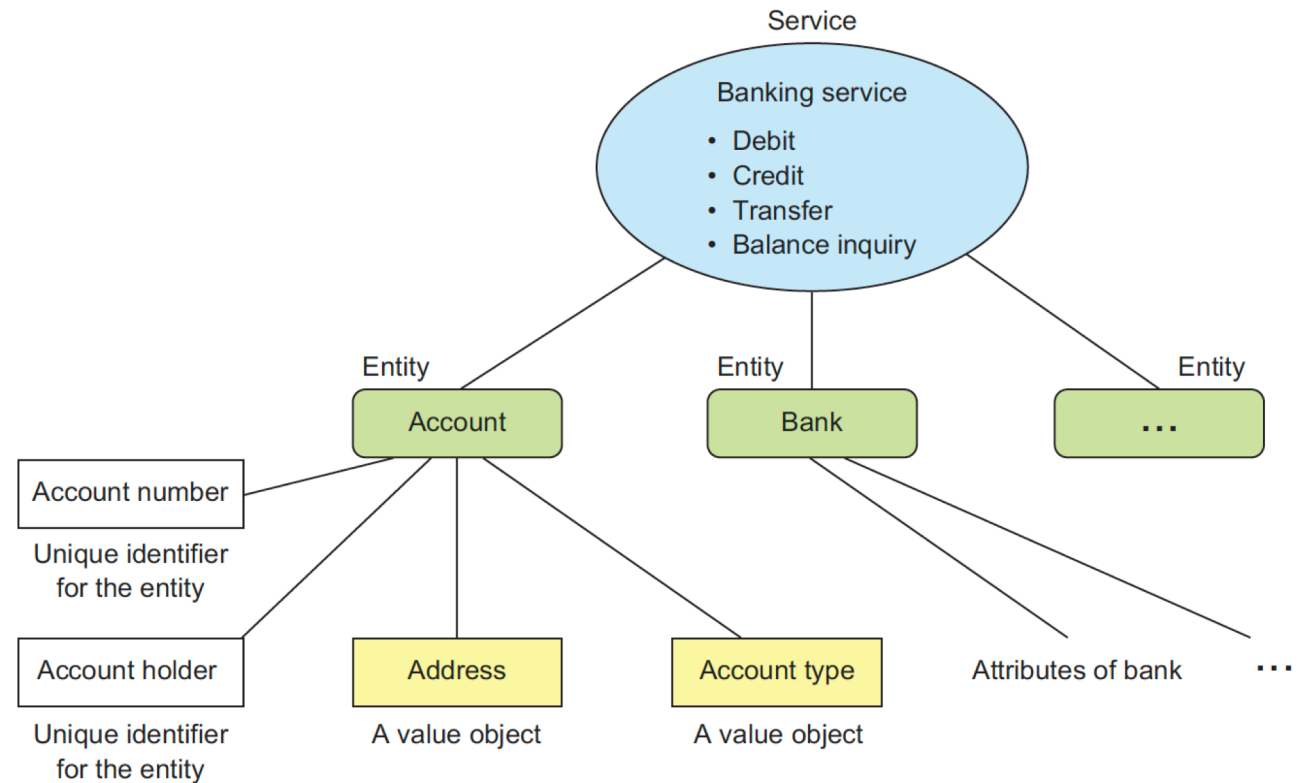 Service
Banking service
• Debit
• Credit
• Transfer
• Balance inquiry
Entity
Entity
Entity
Account
Bank
...
Account number
Unique identifier
for the entity
Account holder
Address
Account type
Attributes of bank
...
Unique identifier
for the entity
A value object
A value object